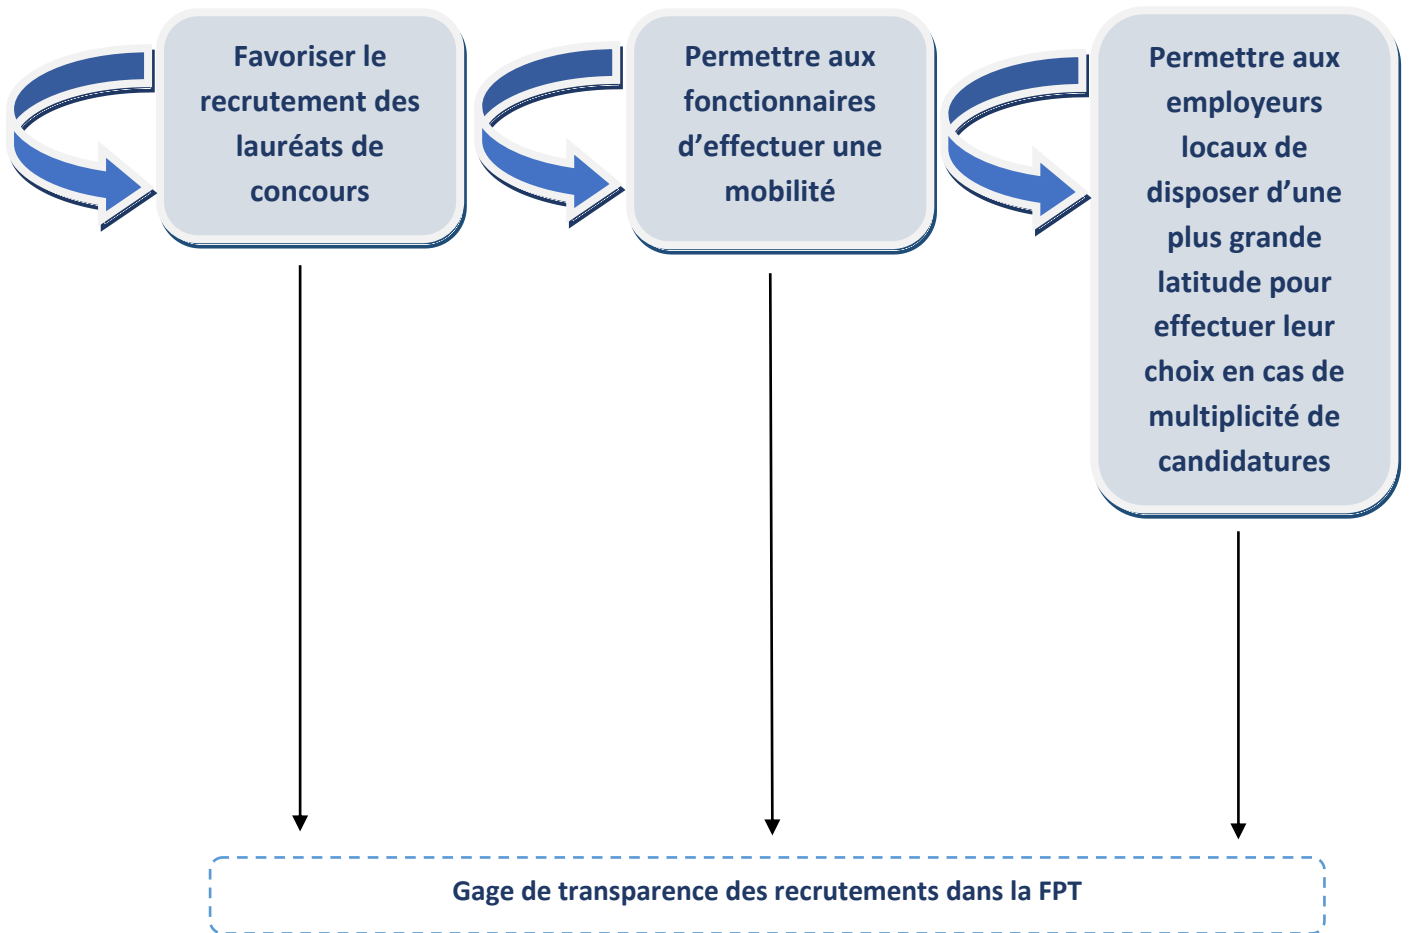 Favoriser le
recrutement des
lauréats de
concours
Permettre aux
fonctionnaires
d’effectuer une
mobilité
Permettre aux
employeurs
locaux de
disposer d’une
plus grande
latitude pour
effectuer leur
choix en cas de
multiplicité de
candidatures
Gage de transparence des recrutements dans la FPT